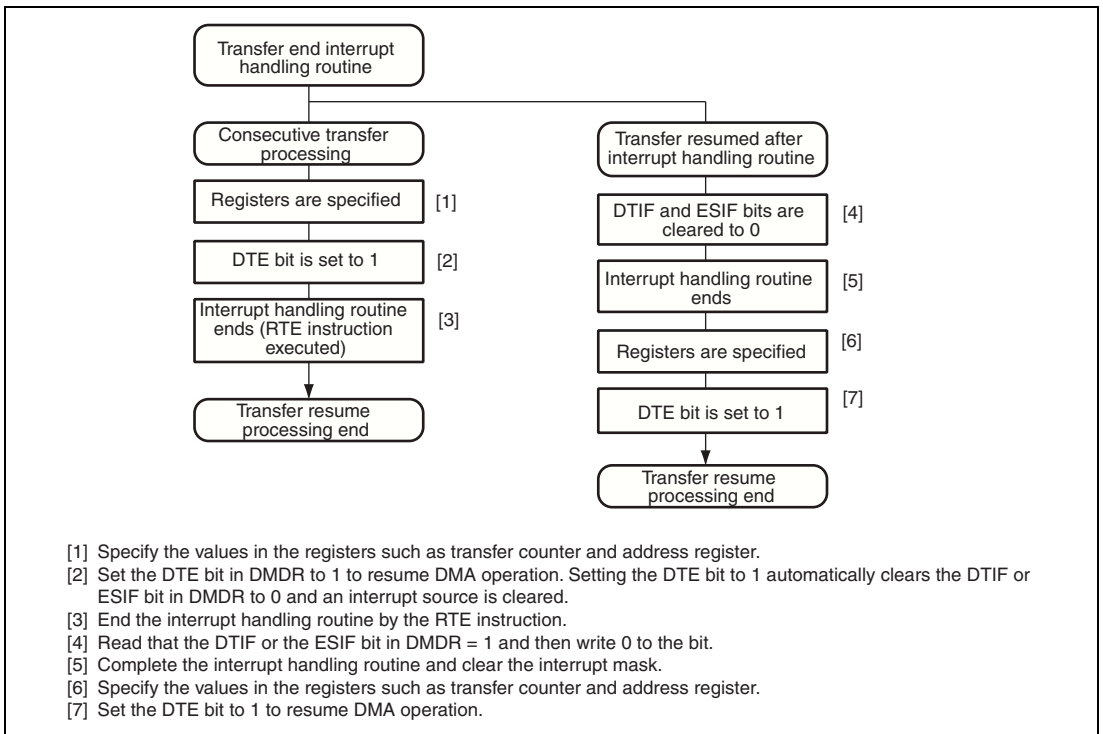 Transfer end interrupt
handling routine
Consecutive transfer
processing
Registers are specified
[1]
DTE bit is set to 1
[2]
Interrupt handling routine
ends (RTE instruction
executed)
[3]
Transfer resume
processing end
Transfer resumed after
interrupt handling routine
DTIF and ESIF bits are
cleared to 0
[4]
Interrupt handling routine
ends
[5]
Registers are specified
[6]
DTE bit is set to 1
[7]
Transfer resume
processing end
[1] Specify the values in the registers such as transfer counter and address register.
[2] Set the DTE bit in DMDR to 1 to resume DMA operation. Setting the DTE bit to 1 automatically clears the DTIF or
ESIF bit in DMDR to 0 and an interrupt source is cleared.
[3] End the interrupt handling routine by the RTE instruction.
[4] Read that the DTIF or the ESIF bit in DMDR = 1 and then write 0 to the bit.
[5] Complete the interrupt handling routine and clear the interrupt mask.
[6] Specify the values in the registers such as transfer counter and address register.
[7] Set the DTE bit to 1 to resume DMA operation.